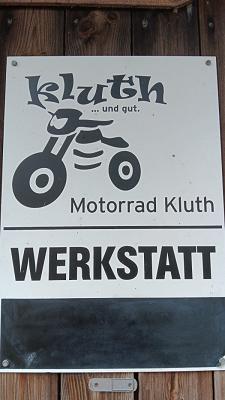 kluth
... und gut.
Motorrad Kluth
WERKSTATT